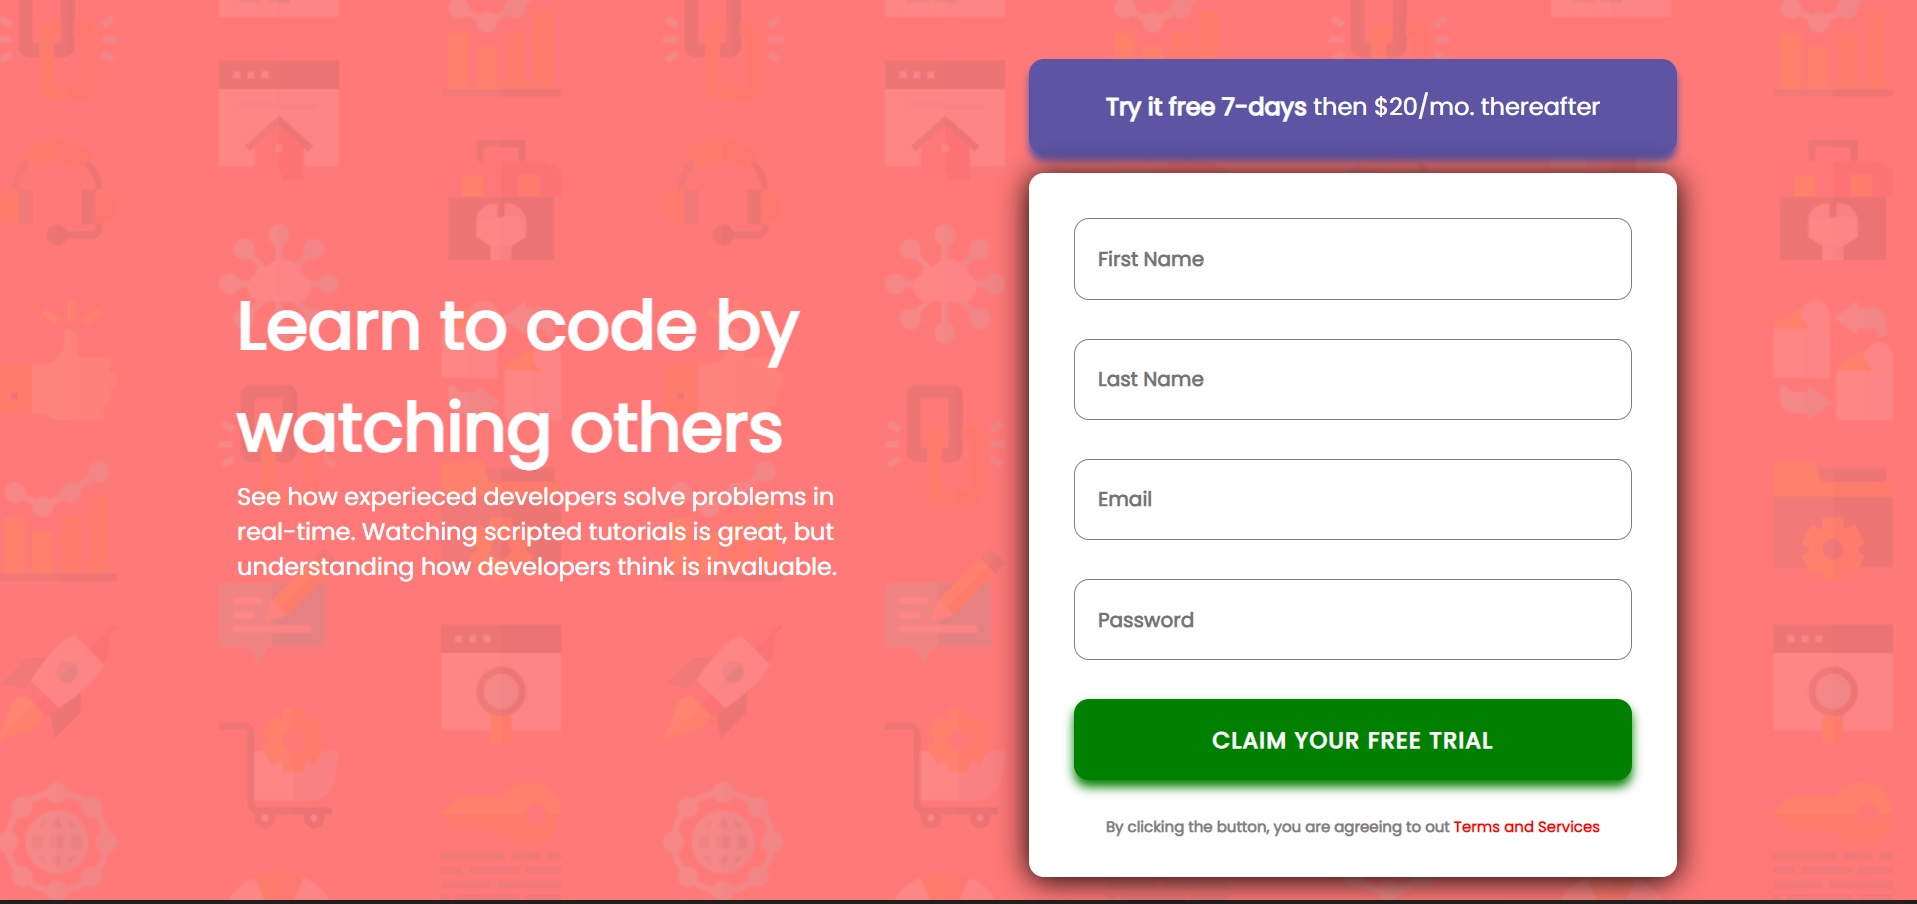 Learn to code by
watching others
See how experieced developers solve problems in
real-time. Watching scripted tutorials is great, but
understanding how developers think is invaluable.
Try it free 7-days then $20/mo. thereafter
First Name
Last Name
Email
Password
CLAIM YOUR FREE TRIAL
By clicking the button, you are agreeing to out Terms and Services